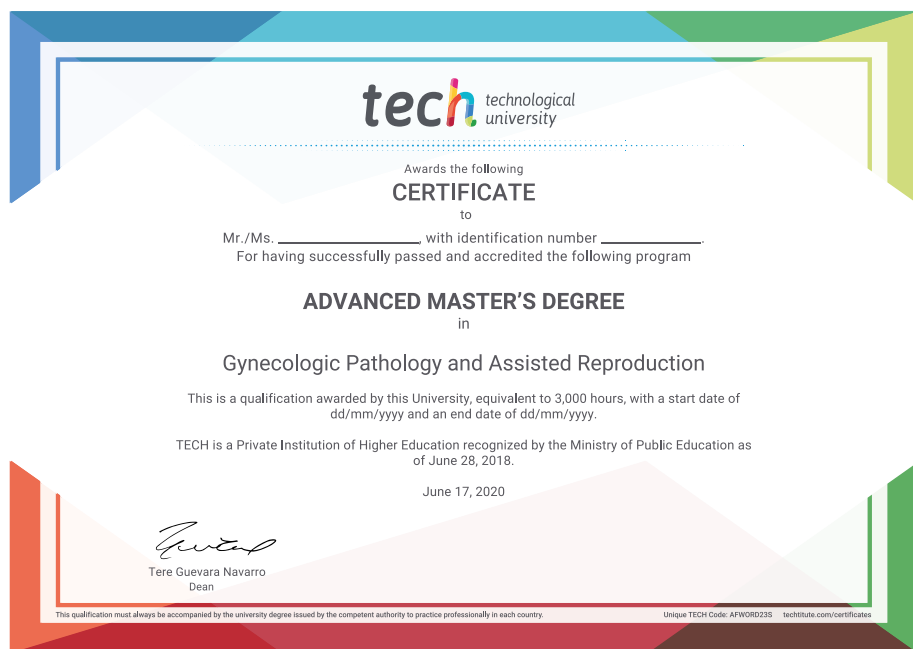 tech technological
university
Awards the following
CERTIFICATE
to
Mr./Ms. ____________________, with identification number ______________.
For having successfully passed and accredited the following program
ADVANCED MASTER'S DEGREE
in
Gynecologic Pathology and Assisted Reproduction
This is a qualification awarded by this University, equivalent to 3,000 hours, with a start date of
dd/mm/yyyy and an end date of dd/mm/yyyy.
TECH is a Private Institution of Higher Education recognized by the Ministry of Public Education as
of June 28, 2018.
June 17, 2020
Tere Guevara Navarro
Dean
This qualification must always be accompanied by the university degree issued by the competent authority to practice professionally in each country. Unique TECH Code: AFWORD23S techtitute.com/certificates